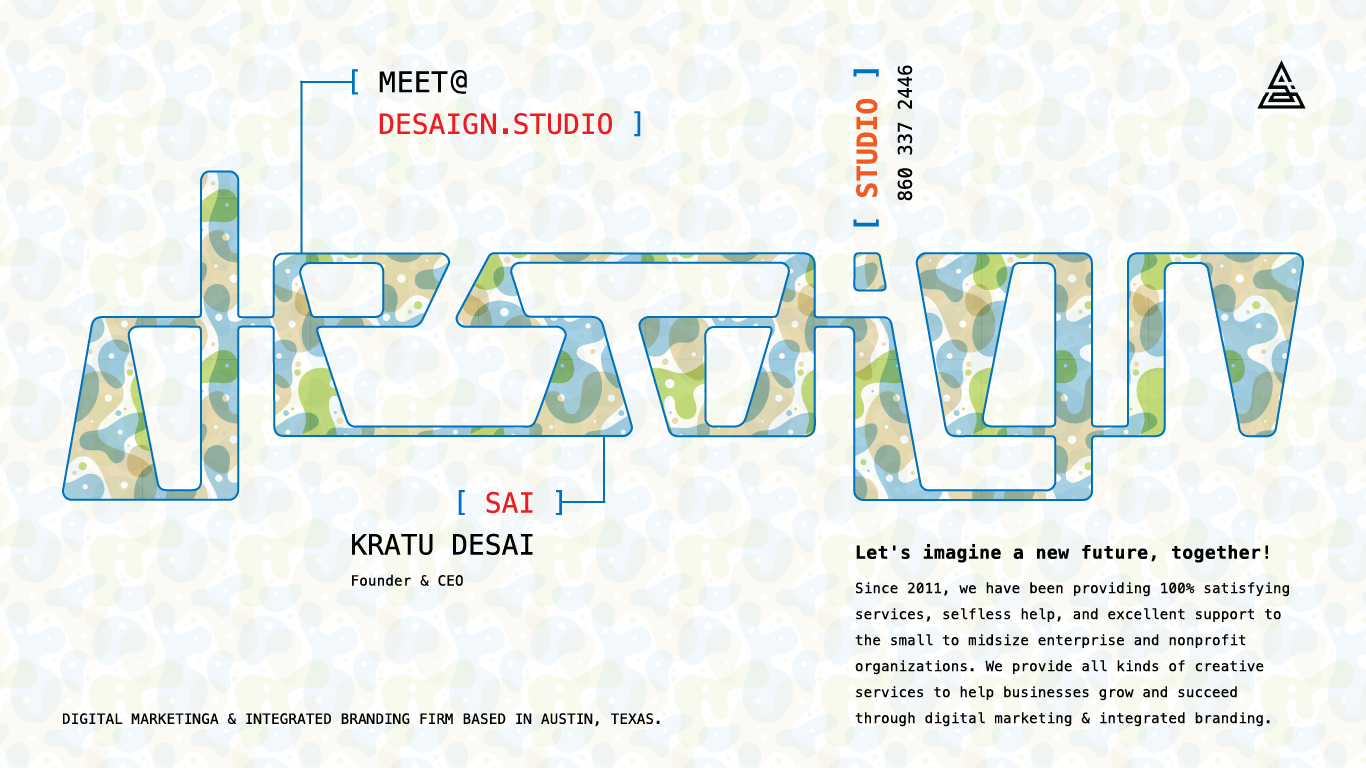 [ MEET@
DESAIGN.STUDIO ]
[ STUDIO ]
860 337 2446
desaign
[ SAI ]
KRATU DESAI
Founder & CEO
Let's imagine a new future, together!
Since 2011, we have been providing 100% satisfying
services, selfless help, and excellent support to
the small to midsize enterprise and nonprofit
organizations. We provide all kinds of creative
services to help businesses grow and succeed
through digital marketing & integrated branding.
DIGITAL MARKETINGA & INTEGRATED BRANDING FIRM BASED IN AUSTIN, TEXAS.